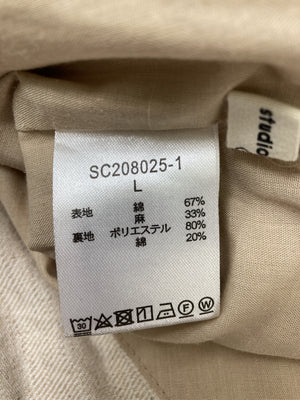 SC208025-1
L
表地 綿 67%
麻 33%
裏地 ポリエステル 80%
綿 20%
30 F W
studio